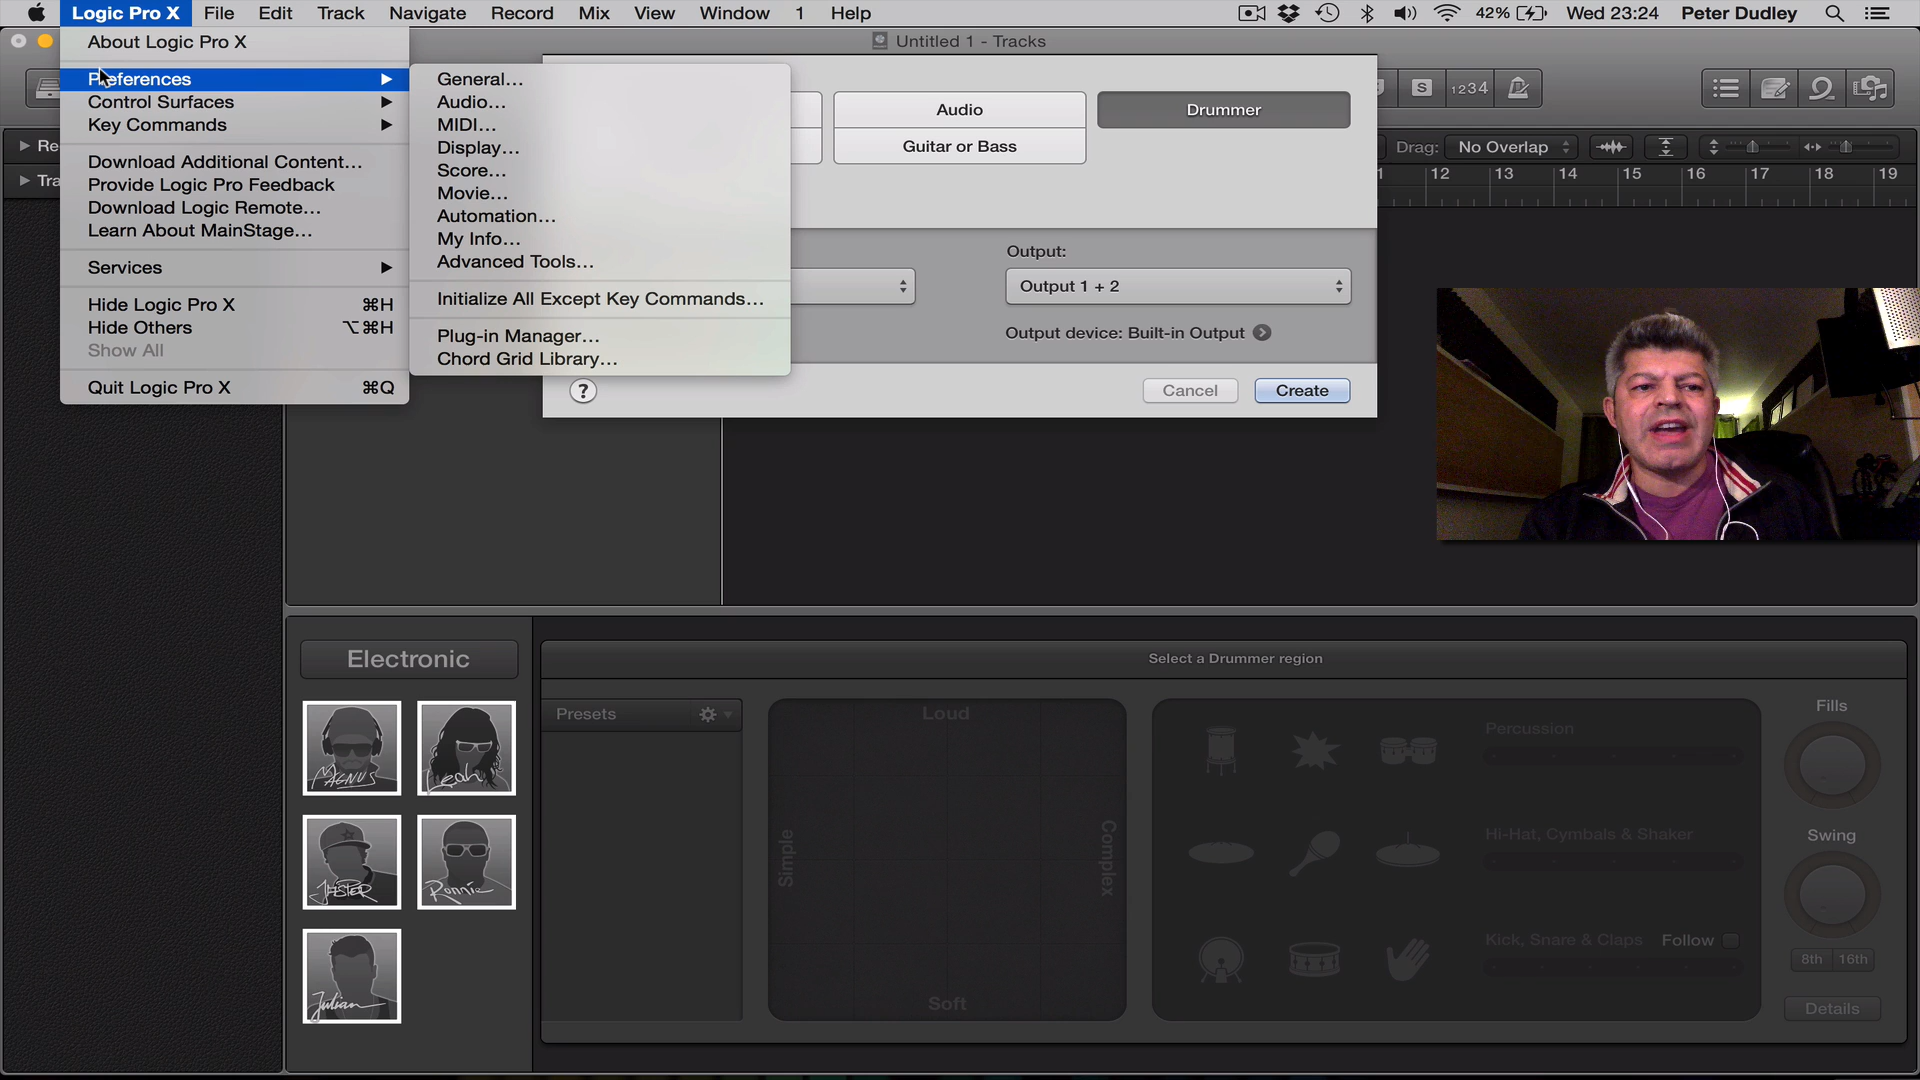 Logic Pro X File Edit Track Navigate Record Mix View Window 1 Help 42% Wed 23:24 Peter Dudley
Untitled 1 - Tracks
About Logic Pro X
Preferences
Control Surfaces
Key Commands
Download Additional Content…
Provide Logic Pro Feedback
Download Logic Remote…
Learn About MainStage…
Services
Hide Logic Pro X ⌘H
Hide Others ⌥⌘H
Show All
Quit Logic Pro X ⌘Q
General…
Audio…
MIDI…
Display…
Score…
Movie…
Automation…
My Info…
Advanced Tools…
Initialize All Except Key Commands…
Plug-in Manager…
Chord Grid Library…
Audio
Guitar or Bass
Drummer
Output:
Output 1 + 2
Output device: Built-in Output
?
Cancel Create
S 1234
Drag: No Overlap
12 13 14 15 16 17 18 19
Electronic
MAGNUS Leah
JESTER Ronnie
Julian
Select a Drummer region
Presets
Loud
Simple
Complex
Soft
Percussion
Hi-Hat, Cymbals & Shaker
Kick, Snare & Claps Follow
Fills
Swing
8th 16th
Details